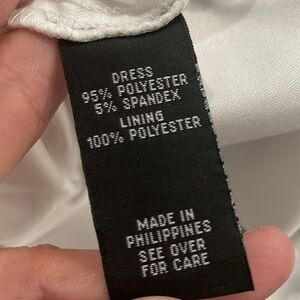 DRESS
95% POLYESTER
5% SPANDEX
LINING
100% POLYESTER
MADE IN
PHILIPPINES
SEE OVER
FOR CARE